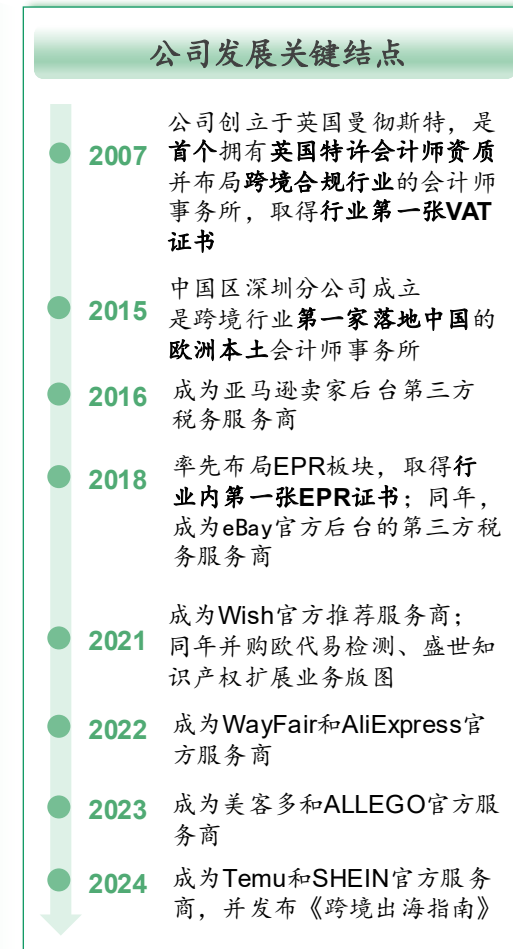 公司发展关键结点
2007
公司创立于英国曼彻斯特，是
首个拥有英国特许会计师资质
并布局跨境合规行业的会计师
事务所，取得行业第一张VAT
证书
2015
中国区深圳分公司成立
是跨境行业第一家落地中国的
欧洲本土会计师事务所
2016
成为亚马逊卖家后台第三方
税务服务商
2018
率先布局EPR板块，取得行
业内第一张EPR证书；同年，
成为eBay官方后台的第三方税
务服务商
2021
成为Wish官方推荐服务商；
同年并购欧代易检测、盛世知
识产权扩展业务版图
2022
成为WayFair和AliExpress官
方服务商
2023
成为美客多和ALLEGO官方服
务商
2024
成为Temu和SHEIN官方服务
商，并发布《跨境出海指南》